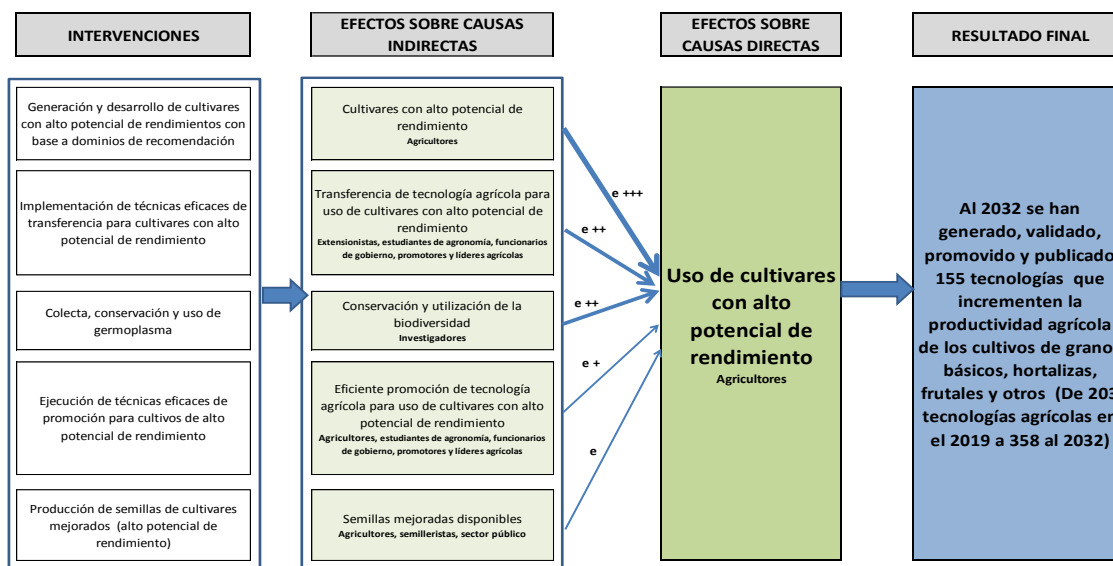 INTERVENCIONES
EFECTOS SOBRE CAUSAS
INDIRECTAS
EFECTOS SOBRE
CAUSAS DIRECTAS
RESULTADO FINAL
Generación y desarrollo de cultivares
con alto potencial de rendimientos con
base a dominios de recomendación
Implementación de técnicas eficaces de
transferencia para cultivares con alto
potencial de rendimiento
Colecta, conservación y uso de
germoplasma
Ejecución de técnicas eficaces de
promoción para cultivos de alto
potencial de rendimiento
Producción de semillas de cultivares
mejorados (alto potencial de
rendimiento)
Cultivares con alto potencial de
rendimiento
Agricultores
Transferencia de tecnología agrícola para
uso de cultivares con alto potencial de
rendimiento
Extensionistas, estudiantes de agronomía, funcionarios
de gobierno, promotores y líderes agrícolas
Conservación y utilización de la
biodiversidad
Investigadores
Eficiente promoción de tecnología
agrícola para uso de cultivares con alto
potencial de rendimiento
Agricultores, estudiantes de agronomía, funcionarios
de gobierno, promotores y líderes agrícolas
Semillas mejoradas disponibles
Agricultores, semilleristas, sector público
e +++
e ++
e ++
e +
e
Uso de cultivares
con alto
potencial de
rendimiento
Agricultores
Al 2032 se han
generado, validado,
promovido y publicado
155 tecnologías que
incrementen la
productividad agrícola
de los cultivos de grano
básicos, hortalizas,
frutales y otros (De 203
tecnologías agrícolas en
el 2019 a 358 al 2032)